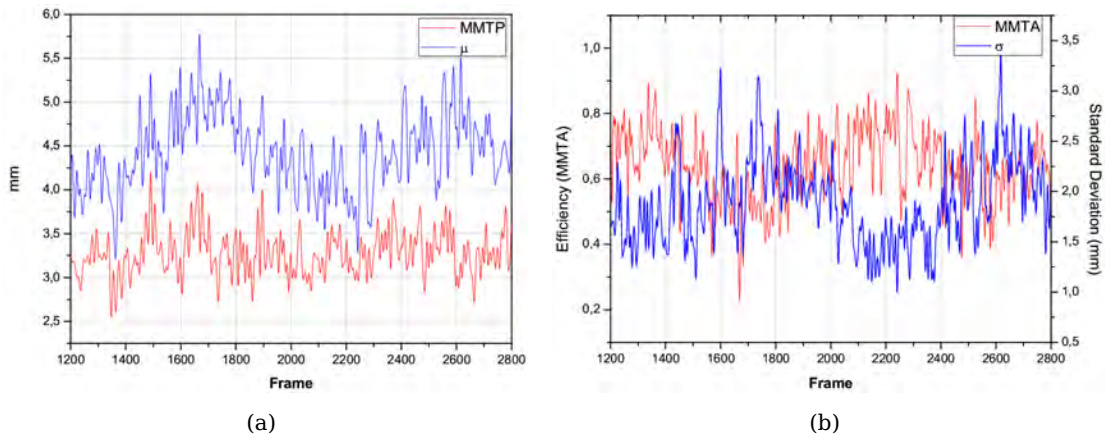 MMTP
μ
6,0
5,5
5,0
4,5
4,0
3,5
3,0
2,5
mm
1200 1400 1600 1800 2000 2200 2400 2600 2800
Frame
(a)
MMTA
σ
1,0
0,8
0,6
0,4
0,2
Efficiency (MMTA)
3,5
3,0
2,5
2,0
1,5
1,0
0,5
Standard Deviation (mm)
1200 1400 1600 1800 2000 2200 2400 2600 2800
Frame
(b)